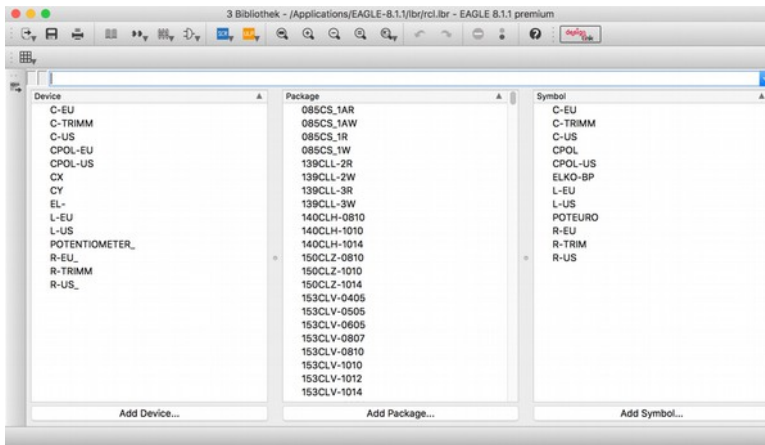 3 Bibliothek - /Applications/EAGLE-8.1.1/lbr/rcl.lbr - EAGLE 8.1.1 premium
design link
Device
C-EU
C-TRIMM
C-US
CPOL-EU
CPOL-US
CX
CY
EL-
L-EU
L-US
POTENTIOMETER_
R-EU_
R-TRIMM
R-US_
Add Device...
Package
085CS_1AR
085CS_1AW
085CS_1R
085CS_1W
139CLL-2R
139CLL-2W
139CLL-3R
139CLL-3W
140CLH-0810
140CLH-1010
140CLH-1014
150CLZ-0810
150CLZ-1010
150CLZ-1014
153CLV-0405
153CLV-0505
153CLV-0605
153CLV-0807
153CLV-0810
153CLV-1010
153CLV-1012
153CLV-1014
Add Package...
Symbol
C-EU
C-TRIMM
C-US
CPOL
CPOL-US
ELKO-BP
L-EU
L-US
POTEURO
R-EU
R-TRIM
R-US
Add Symbol...